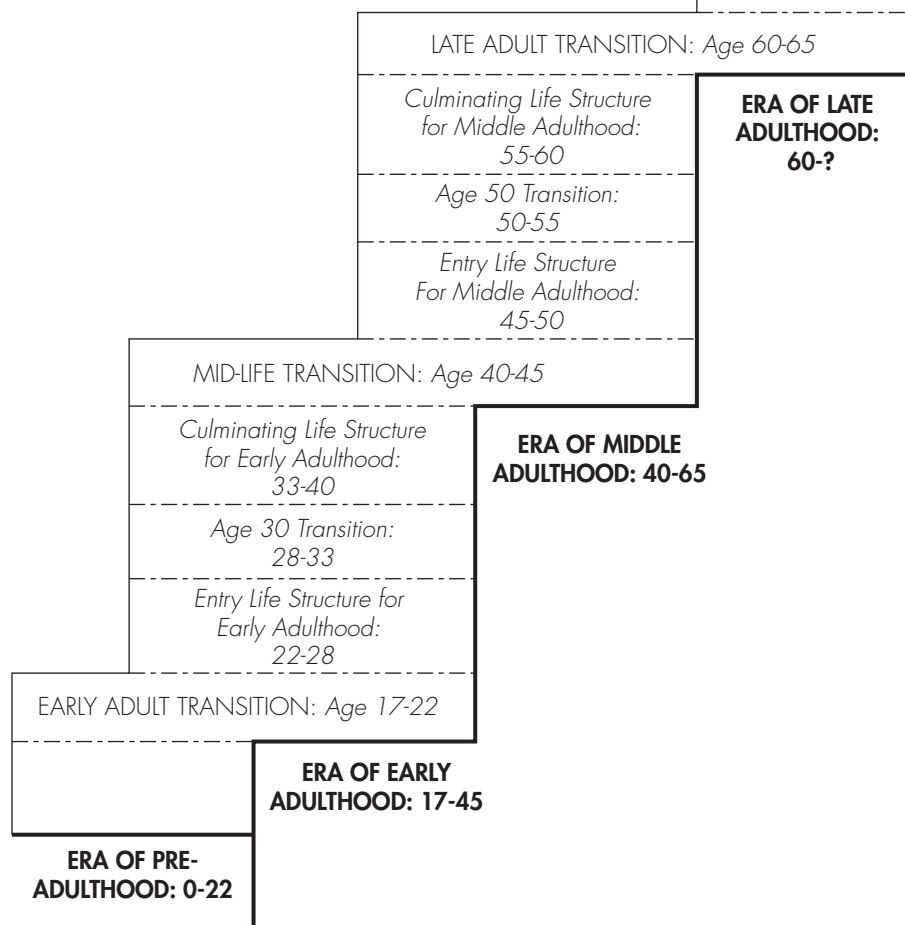 LATE ADULT TRANSITION: Age 60-65
Culminating Life Structure
for Middle Adulthood:
55-60
ERA OF LATE
ADULTHOOD:
60-?
Age 50 Transition:
50-55
Entry Life Structure
For Middle Adulthood:
45-50
MID-LIFE TRANSITION: Age 40-45
Culminating Life Structure
for Early Adulthood:
33-40
ERA OF MIDDLE
ADULTHOOD: 40-65
Age 30 Transition:
28-33
Entry Life Structure for
Early Adulthood:
22-28
EARLY ADULT TRANSITION: Age 17-22
ERA OF EARLY
ADULTHOOD: 17-45
ERA OF PRE-
ADULTHOOD: 0-22